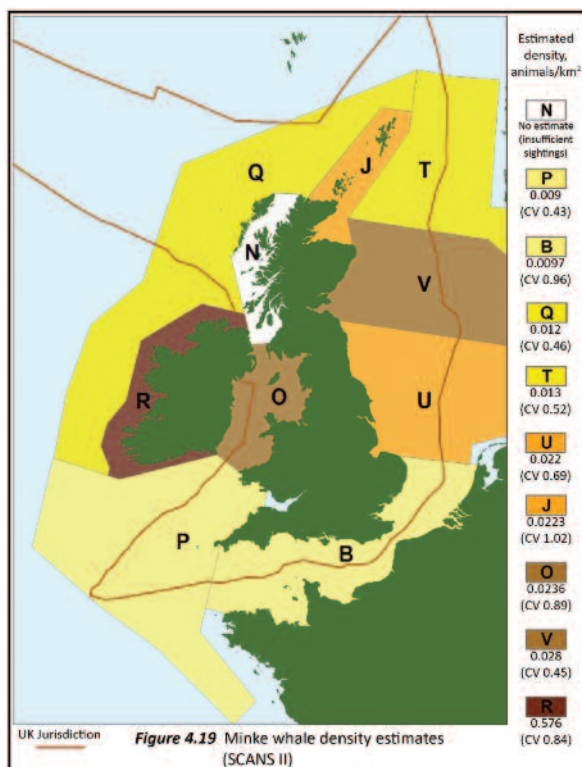 Q
J
T
N
V
R
O
U
P
B
Estimated
density,
animals/km²
N
No estimate
(insufficient
sightings)
P
0.009
(CV 0.43)
B
0.0097
(CV 0.96)
Q
0.012
(CV 0.46)
T
0.013
(CV 0.52)
U
0.022
(CV 0.69)
J
0.0223
(CV 1.02)
O
0.0236
(CV 0.89)
V
0.028
(CV 0.45)
R
0.576
(CV 0.84)
UK Jurisdiction
Figure 4.19 Minke whale density estimates
(SCANS II)